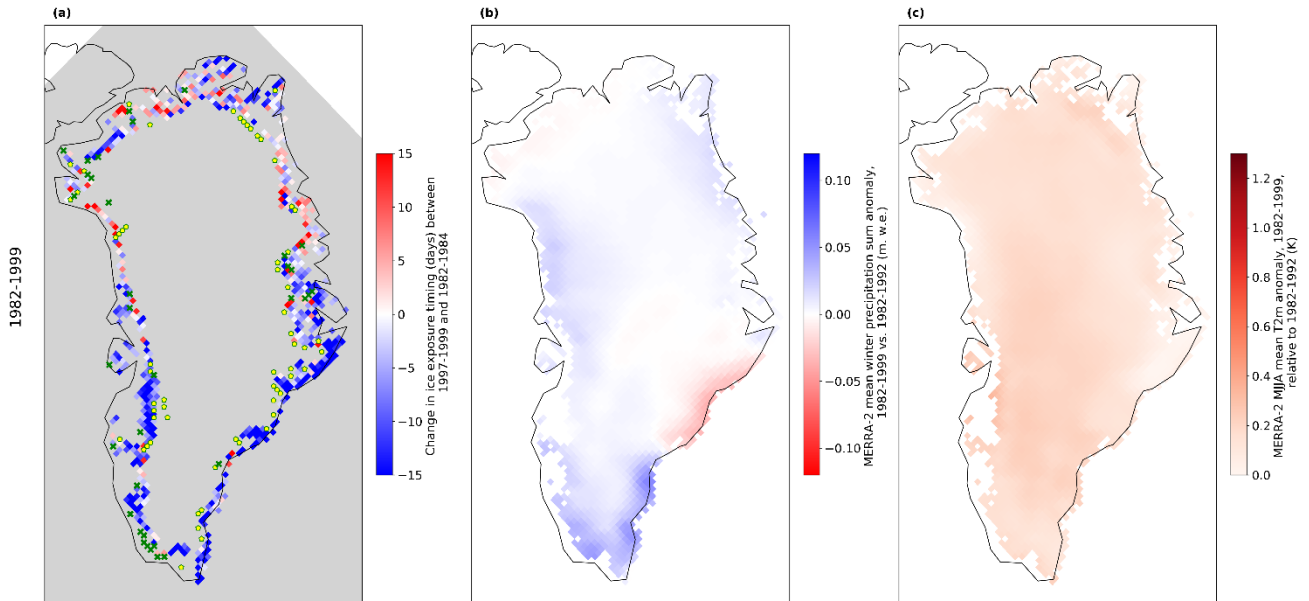 (a)
(b)
(c)
1982-1999
15
10
5
0
−5
−10
−15
Change in ice exposure timing (days) between
1997-1999 and 1982-1984
0.10
0.05
0.00
−0.05
−0.10
MERRA-2 mean winter precipitation sum anomaly,
1982-1999 vs. 1982-1992 (m. w.e.)
1.2
1.0
0.8
0.6
0.4
0.2
0.0
MERRA-2 MJJA mean T2m anomaly, 1982-1999,
relative to 1982-1992 (K)